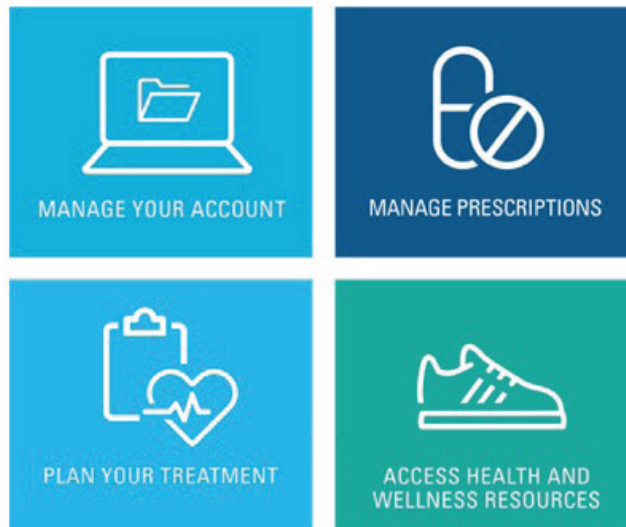 MANAGE YOUR ACCOUNT
MANAGE PRESCRIPTIONS
PLAN YOUR TREATMENT
ACCESS HEALTH AND
WELLNESS RESOURCES